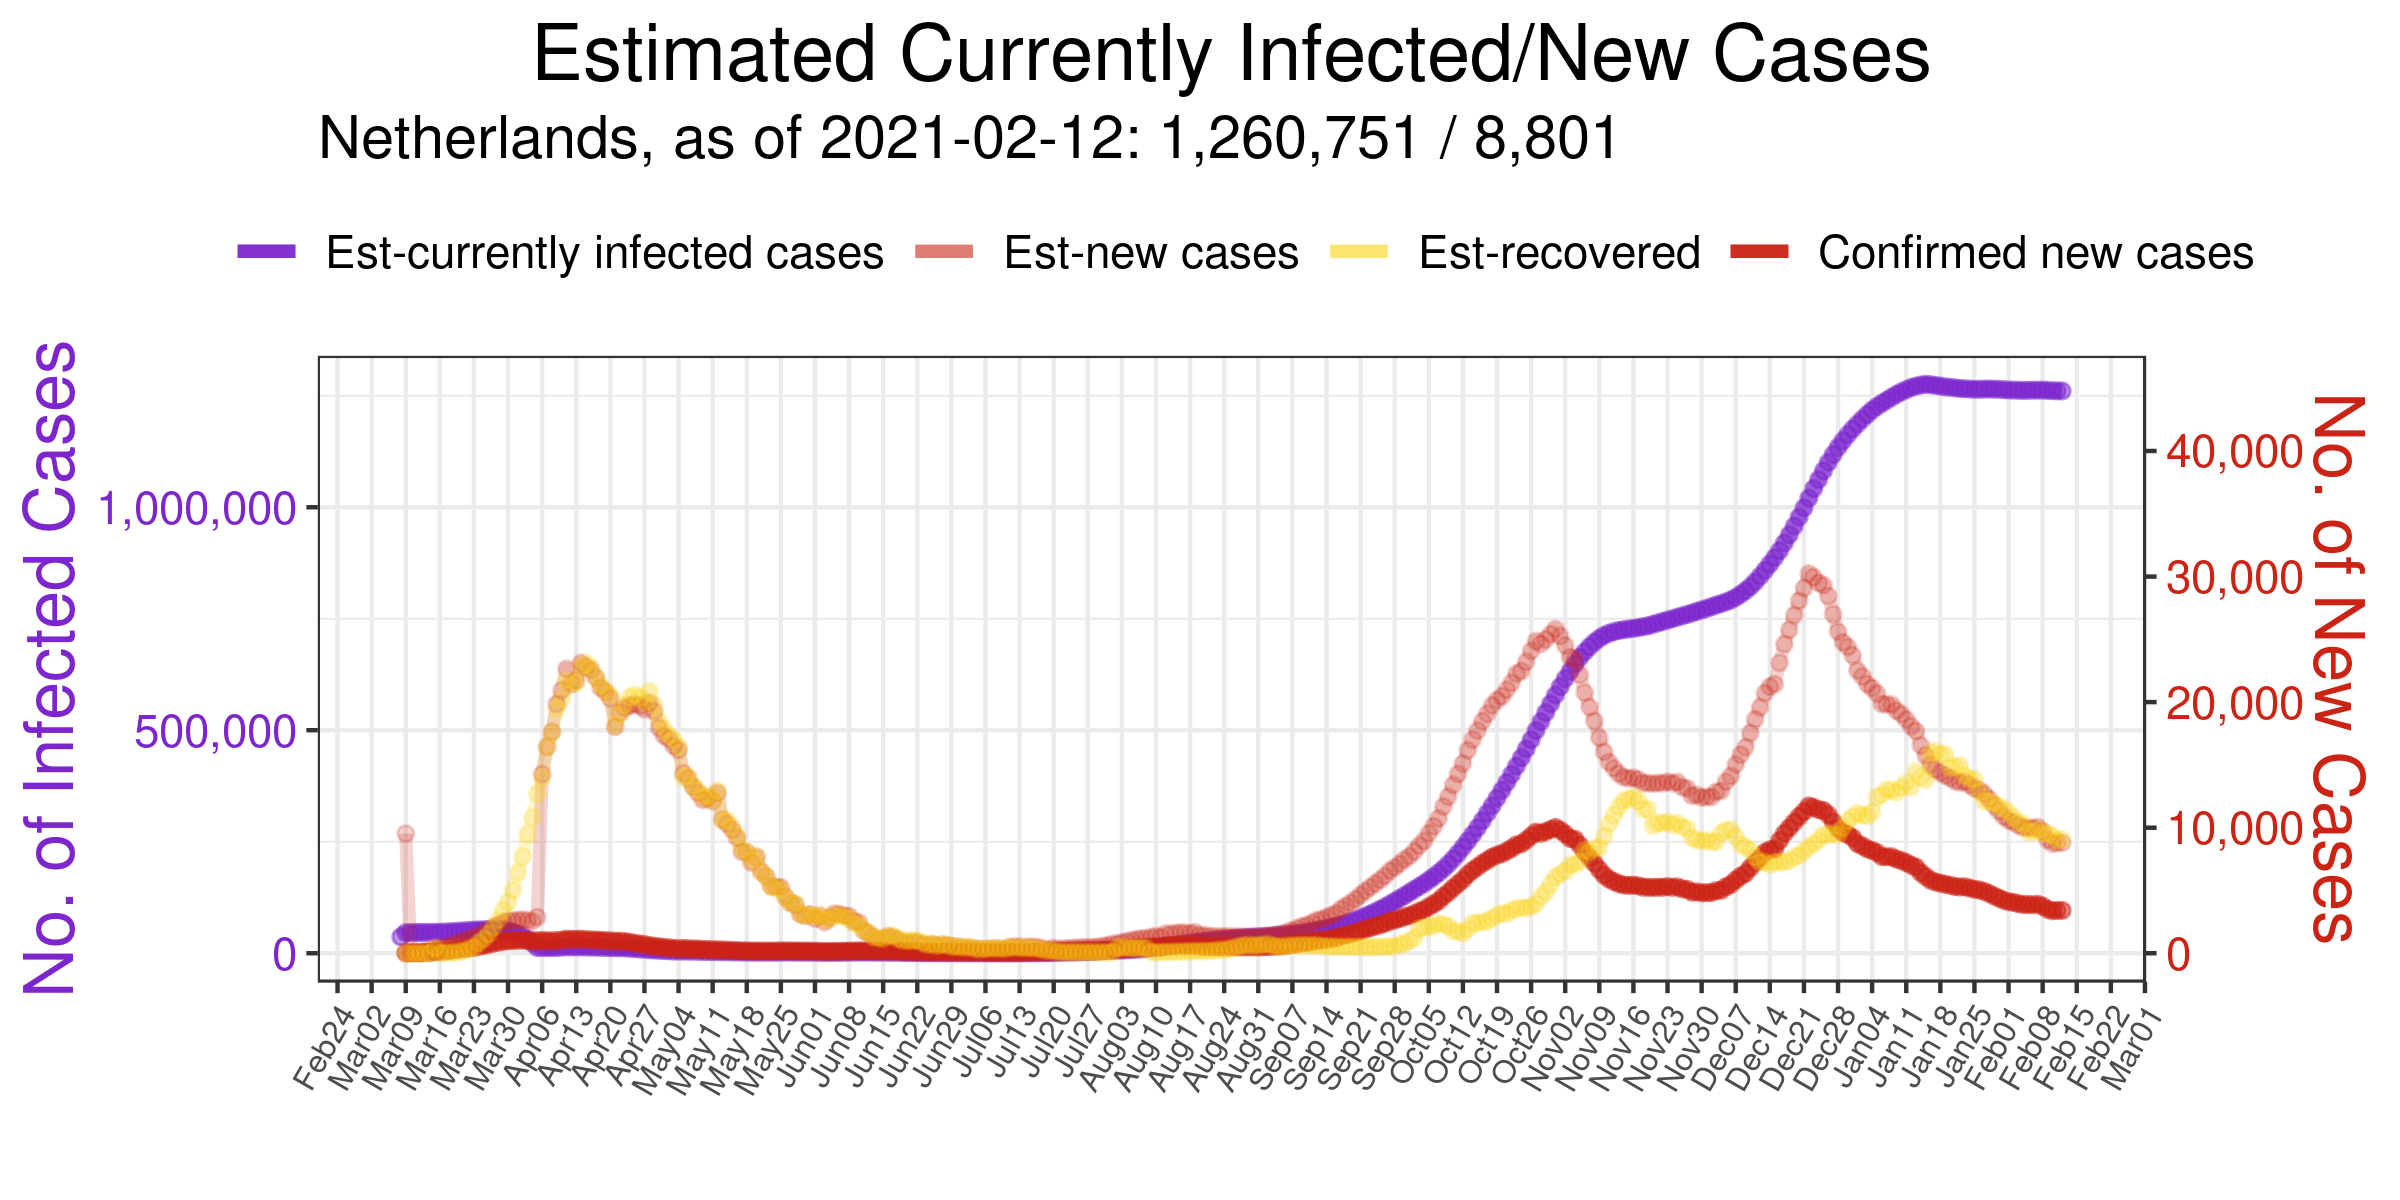 Estimated Currently Infected/New Cases
Netherlands, as of 2021-02-12: 1,260,751 / 8,801
Est-currently infected cases Est-new cases Est-recovered Confirmed new cases
No. of Infected Cases
1,000,000
500,000
0
40,000
30,000
20,000
10,000
0
No. of New Cases
Feb24 Mar02 Mar09 Mar16 Mar23 Mar30 Apr06 Apr13 Apr20 Apr27 May04 May11 May18 May25 Jun01 Jun08 Jun15 Jun22 Jun29 Jul06 Jul13 Jul20 Jul27 Aug03 Aug10 Aug17 Aug24 Aug31 Sep07 Sep14 Sep21 Sep28 Oct05 Oct12 Oct19 Oct26 Nov02 Nov09 Nov16 Nov23 Nov30 Dec07 Dec14 Dec21 Dec28 Jan04 Jan11 Jan18 Jan25 Feb01 Feb08 Feb15 Feb22 Mar01